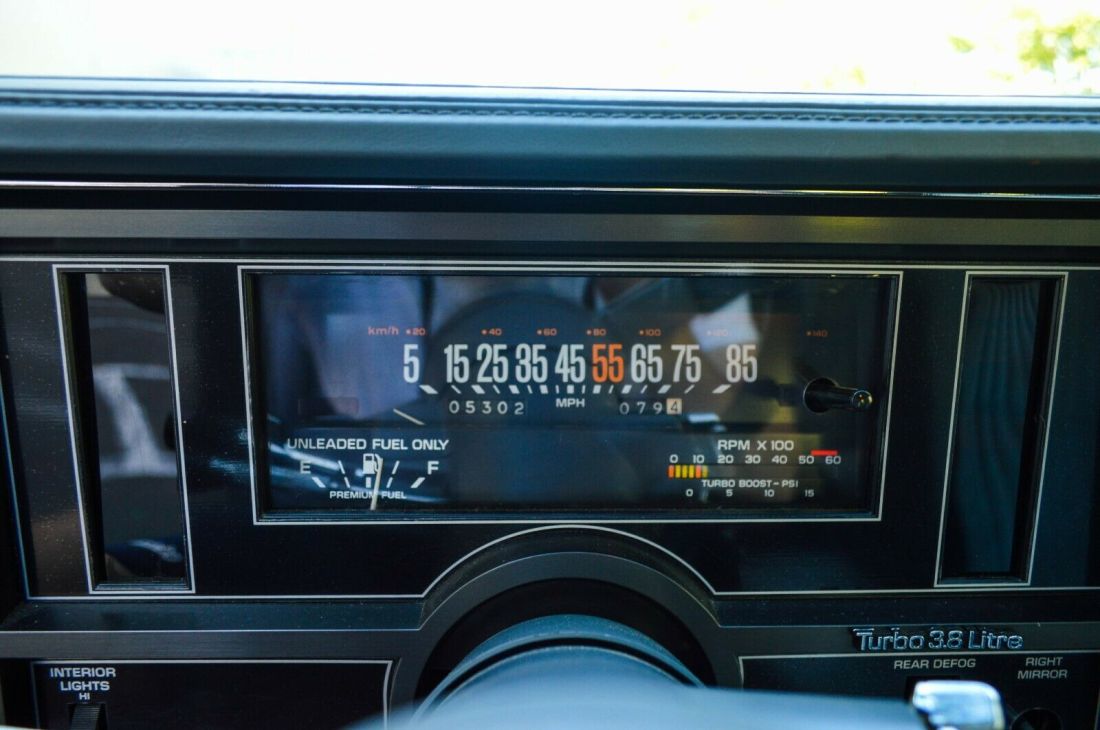 km/h 20 40 60 80 100 120 140
5 15 25 35 45 55 65 75 85
MPH
05302 0794
UNLEADED FUEL ONLY
E F
PREMIUM FUEL
RPM X 100
0 10 20 30 40 50 60
TURBO BOOST-PSI
0 5 10 15
Turbo 3.8 Litre
INTERIOR
LIGHTS
HI
REAR DEFOG
RIGHT
MIRROR